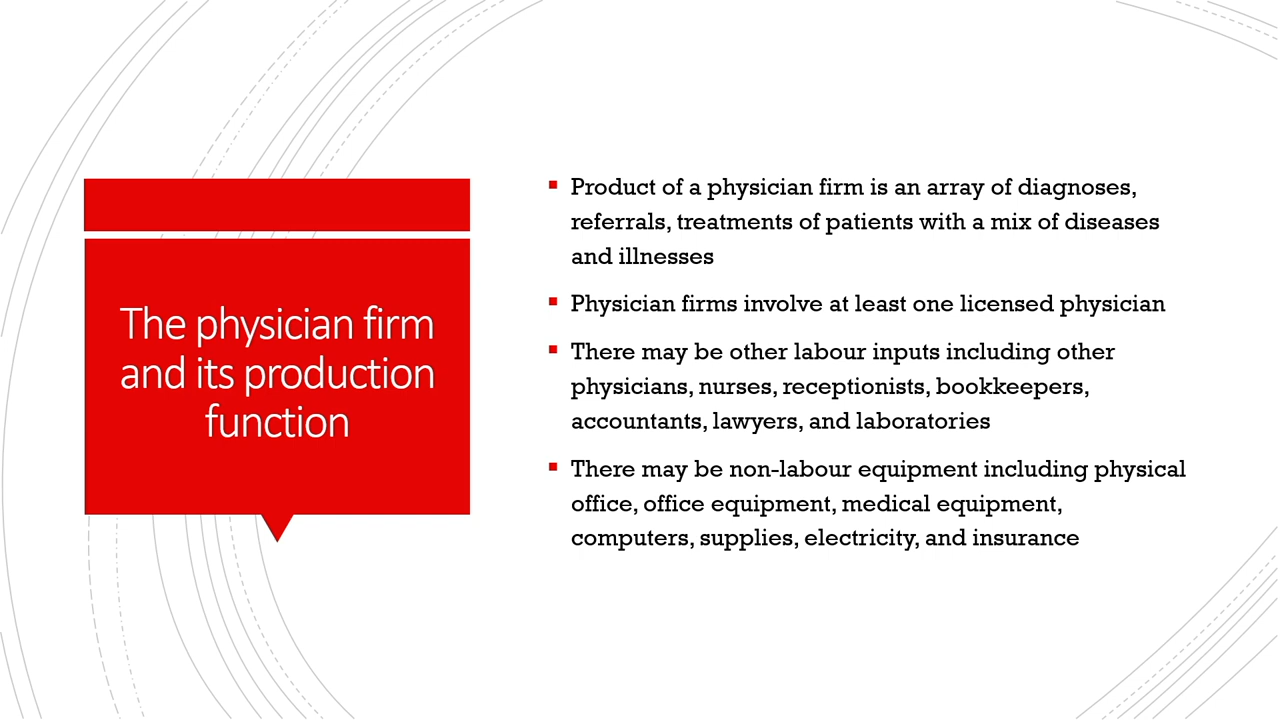 The physician firm
and its production
function
Product of a physician firm is an array of diagnoses,
referrals, treatments of patients with a mix of diseases
and illnesses
Physician firms involve at least one licensed physician
There may be other labour inputs including other
physicians, nurses, receptionists, bookkeepers,
accountants, lawyers, and laboratories
There may be non-labour equipment including physical
office, office equipment, medical equipment,
computers, supplies, electricity, and insurance